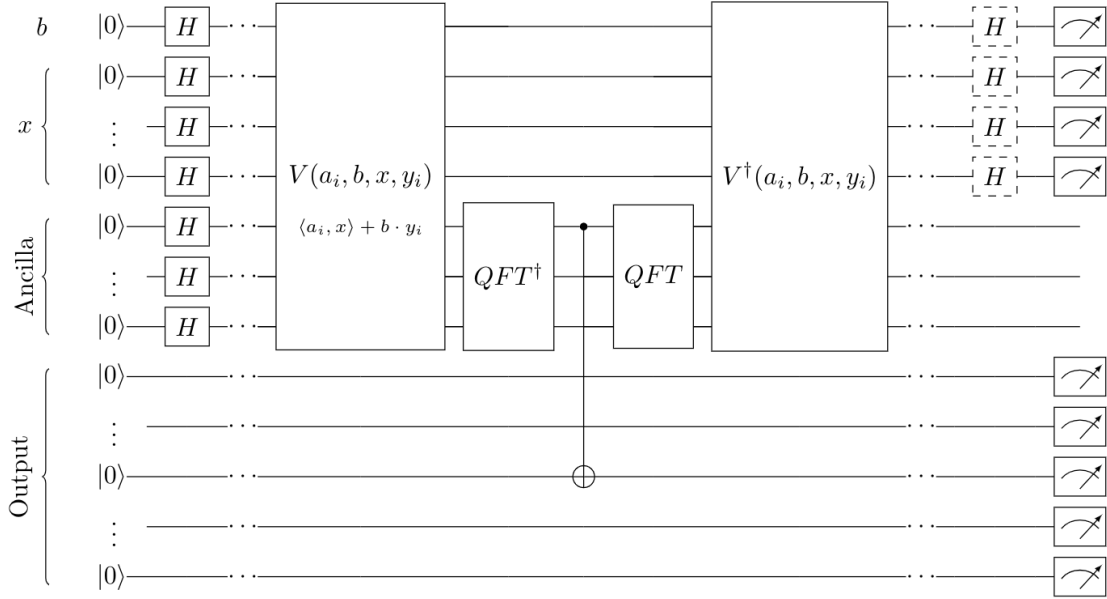 b |0⟩ H ··· H
|0⟩ H ··· ··· H
x ⋮ H ··· ··· H
|0⟩ H ··· V(a_i, b, x, y_i) V†(a_i, b, x, y_i) ··· H
|0⟩ H ··· ⟨a_i, x⟩ + b · y_i ···
Ancilla ⋮ H ··· QFT† QFT ···
|0⟩ H ··· ···
|0⟩ ··· ···
⋮ ··· ···
Output |0⟩ ··· ···
⋮ ··· ···
|0⟩ ··· ···